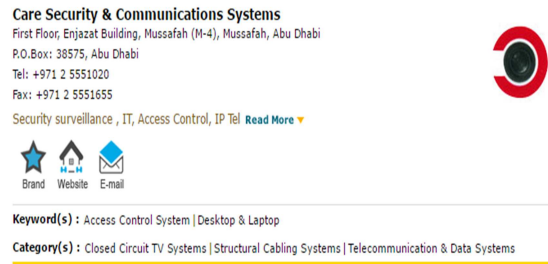 Care Security & Communications Systems
First Floor, Enjazat Building, Mussafah (M-4), Mussafah, Abu Dhabi
P.O.Box: 38575, Abu Dhabi
Tel: +971 2 5551020
Fax: +971 2 5551655
Security surveillance , IT, Access Control, IP Tel Read More
Brand Website E-mail
Keyword(s) : Access Control System | Desktop & Laptop
Category(s) : Closed Circuit TV Systems | Structural Cabling Systems | Telecommunication & Data Systems